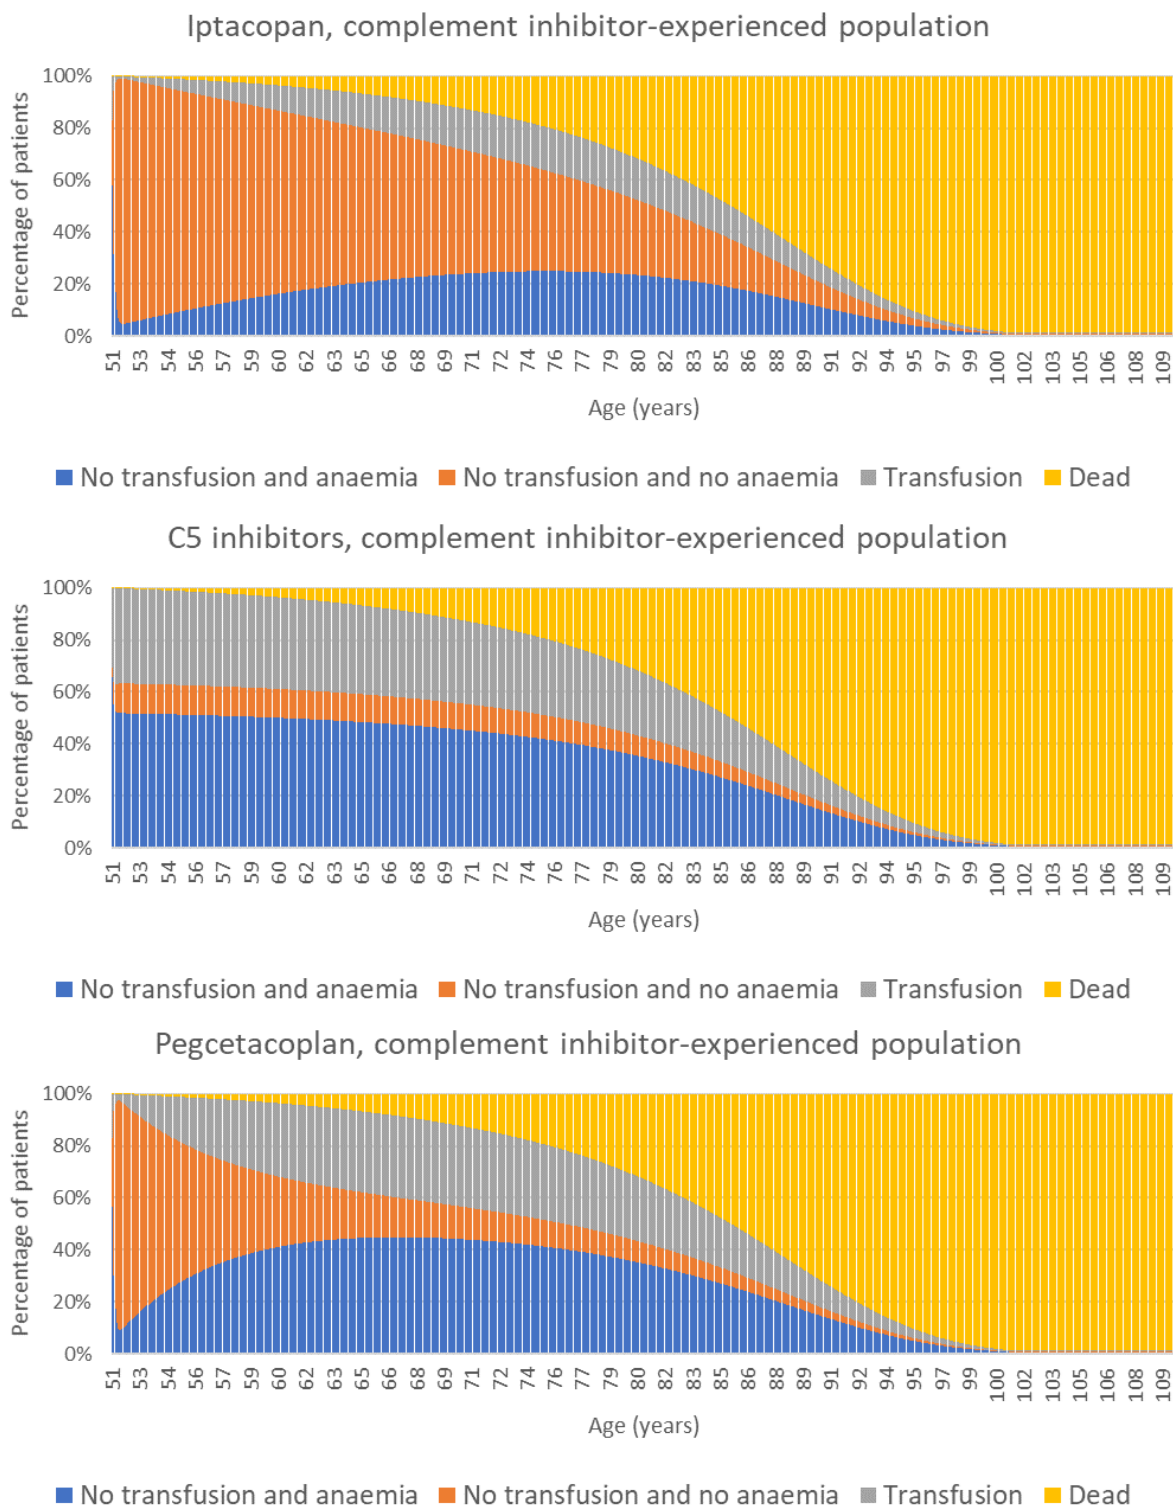 Iptacopan, complement inhibitor-experienced population
Percentage of patients
100%
80%
60%
40%
20%
0%
51 53 54 56 57 59 60 62 63 65 66 68 69 71 72 74 76 77 79 80 82 83 85 86 88 89 91 92 94 95 97 99 100 102 103 105 106 108 109
Age (years)
No transfusion and anaemia No transfusion and no anaemia Transfusion Dead
C5 inhibitors, complement inhibitor-experienced population
Percentage of patients
100%
80%
60%
40%
20%
0%
51 53 54 56 57 59 60 62 63 65 66 68 69 71 72 74 76 77 79 80 82 83 85 86 88 89 91 92 94 95 97 99 100 102 103 105 106 108 109
Age (years)
No transfusion and anaemia No transfusion and no anaemia Transfusion Dead
Pegcetacoplan, complement inhibitor-experienced population
Percentage of patients
100%
80%
60%
40%
20%
0%
51 53 54 56 57 59 60 62 63 65 66 68 69 71 72 74 76 77 79 80 82 83 85 86 88 89 91 92 94 95 97 99 100 102 103 105 106 108 109
Age (years)
No transfusion and anaemia No transfusion and no anaemia Transfusion Dead